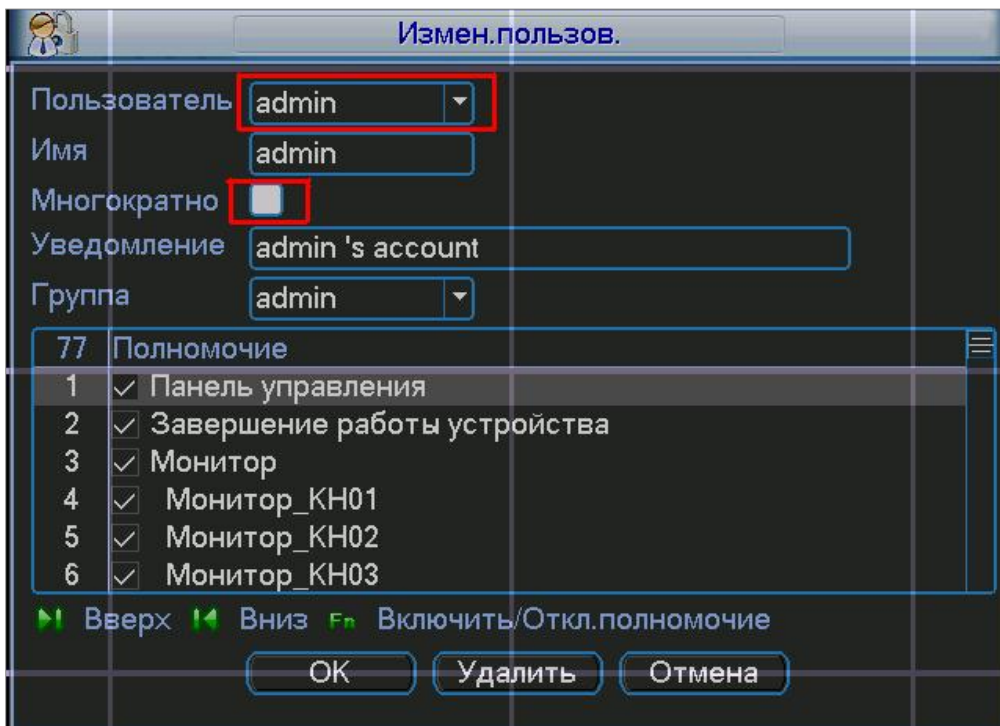 Измен.пользов.
Пользователь admin
Имя admin
Многократно
Уведомление admin 's account
Группа admin
77 Полномочие
1 Панель управления
2 Завершение работы устройства
3 Монитор
4 Монитор_КН01
5 Монитор_КН02
6 Монитор_КН03
Вверх Вниз Fn Включить/Откл.полномочие
OK Удалить Отмена